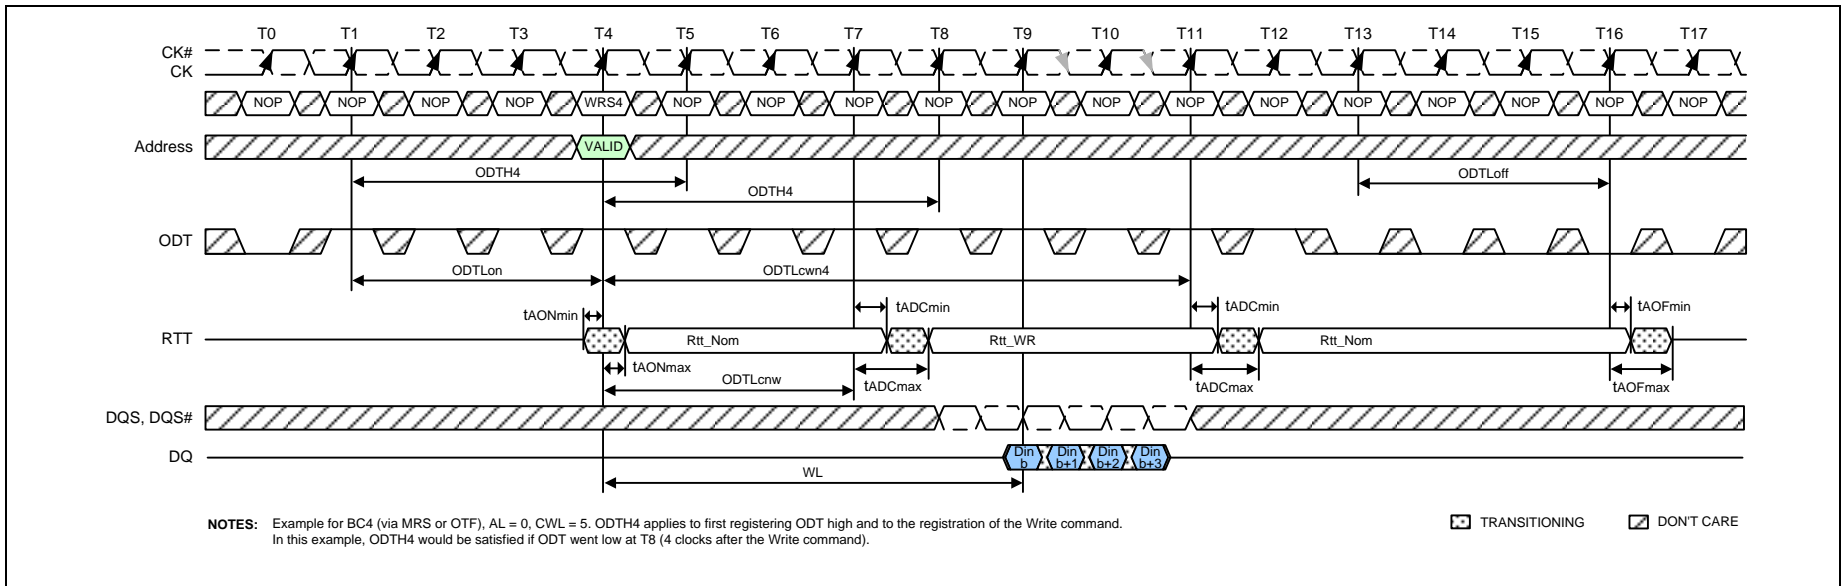 T0 T1 T2 T3 T4 T5 T6 T7 T8 T9 T10 T11 T12 T13 T14 T15 T16 T17
CK#
CK
NOP NOP NOP NOP WRS4 NOP NOP NOP NOP NOP NOP NOP NOP NOP NOP NOP NOP NOP
Address
VALID
ODTH4
ODTLoff
ODTH4
ODT
ODTLon
ODTLcwn4
tAONmin
tADCmin
tADCmin
tAOFmin
RTT
Rtt_Nom
Rtt_WR
Rtt_Nom
tAONmax
ODTLcnw
tADCmax
tADCmax
tAOFmax
DQS, DQS#
DQ
Din b
Din b+1
Din b+2
Din b+3
WL
NOTES: Example for BC4 (via MRS or OTF), AL = 0, CWL = 5. ODTH4 applies to first registering ODT high and to the registration of the Write command.
In this example, ODTH4 would be satisfied if ODT went low at T8 (4 clocks after the Write command).
TRANSITIONING
DON'T CARE